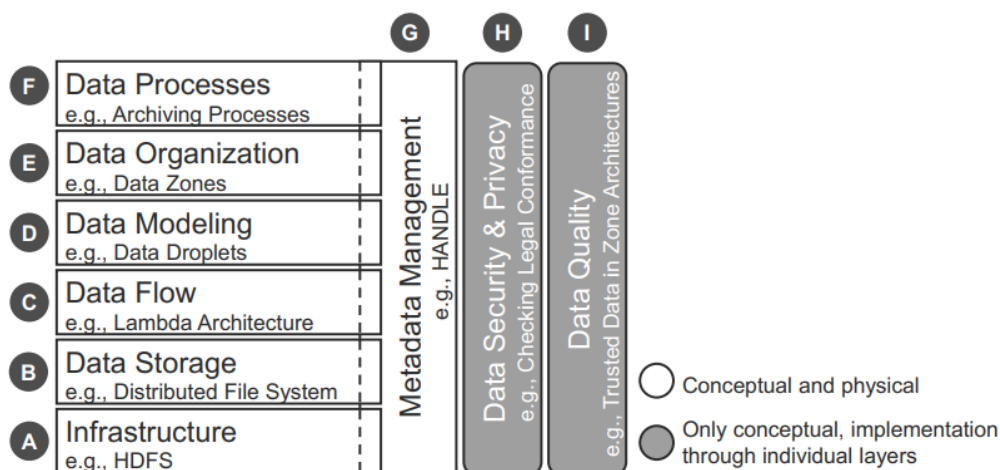 G
H
I
F
Data Processes
e.g., Archiving Processes
E
Data Organization
e.g., Data Zones
D
Data Modeling
e.g., Data Droplets
C
Data Flow
e.g., Lambda Architecture
B
Data Storage
e.g., Distributed File System
A
Infrastructure
e.g., HDFS
Metadata Management
e.g., HANDLE
Data Security & Privacy
e.g., Checking Legal Conformance
Data Quality
e.g., Trusted Data in Zone Architectures
Conceptual and physical
Only conceptual, implementation
through individual layers